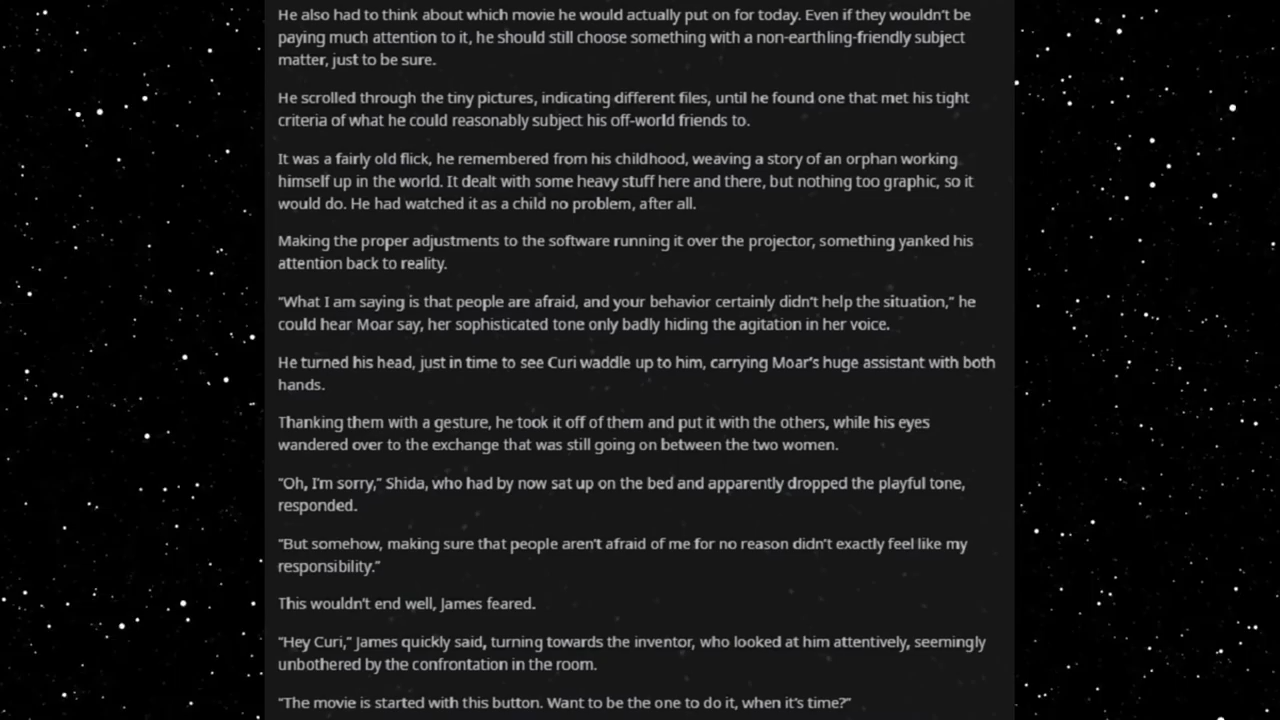 He also had to think about which movie he would actually put on for today. Even if they wouldn't be
paying much attention to it, he should still choose something with a non-earthling-friendly subject
matter, just to be sure.
He scrolled through the tiny pictures, indicating different files, until he found one that met his tight
criteria of what he could reasonably subject his off-world friends to.
It was a fairly old flick, he remembered from his childhood, weaving a story of an orphan working
himself up in the world. It dealt with some heavy stuff here and there, but nothing too graphic, so it
would do. He had watched it as a child no problem, after all.
Making the proper adjustments to the software running it over the projector, something yanked his
attention back to reality.
"What I am saying is that people are afraid, and your behavior certainly didn't help the situation," he
could hear Moar say, her sophisticated tone only badly hiding the agitation in her voice.
He turned his head, just in time to see Curi waddle up to him, carrying Moar's huge assistant with both
hands.
Thanking them with a gesture, he took it off of them and put it with the others, while his eyes
wandered over to the exchange that was still going on between the two women.
"Oh, I'm sorry," Shida, who had by now sat up on the bed and apparently dropped the playful tone,
responded.
"But somehow, making sure that people aren't afraid of me for no reason didn't exactly feel like my
responsibility."
This wouldn't end well, James feared.
"Hey Curi," James quickly said, turning towards the inventor, who looked at him attentively, seemingly
unbothered by the confrontation in the room.
"The movie is started with this button. Want to be the one to do it, when it's time?"